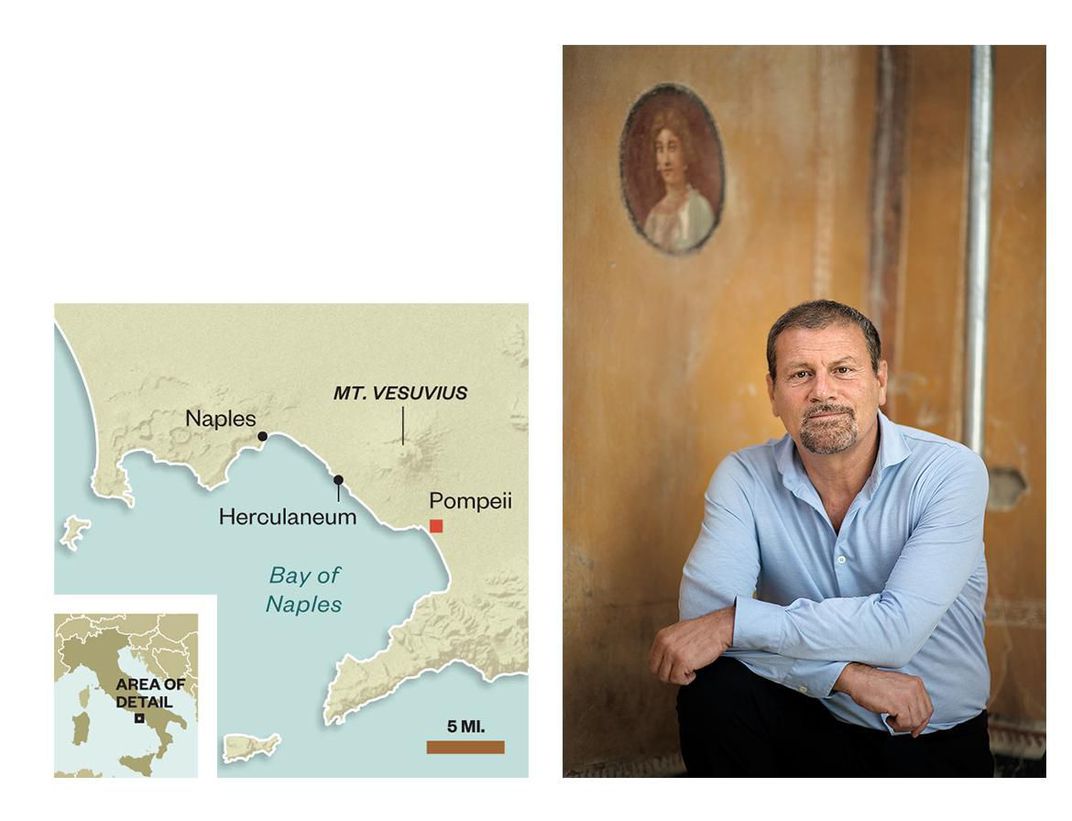 MT. VESUVIUS
Naples
Pompeii
Herculaneum
Bay of
Naples
AREA OF
DETAIL
5 MI.